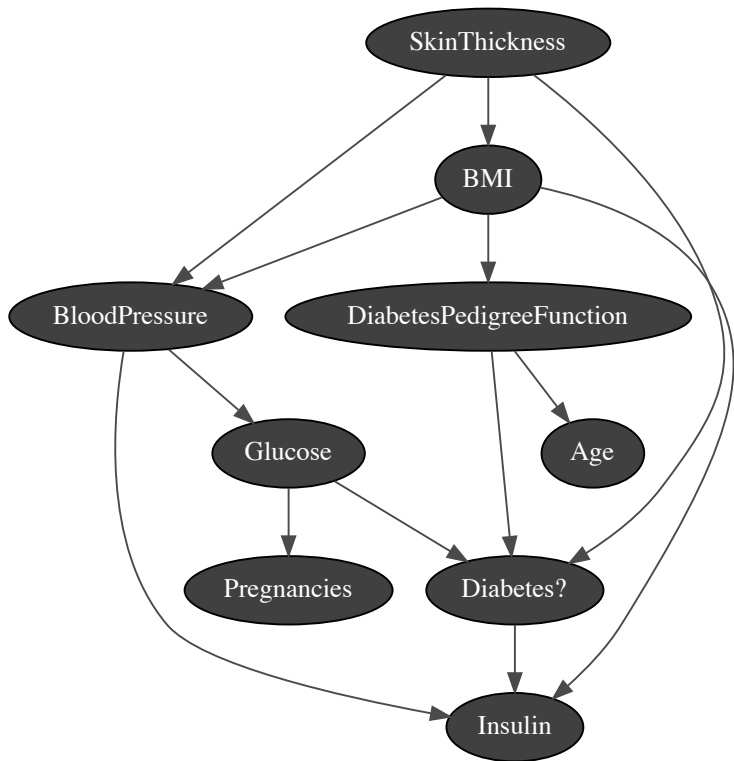 SkinThickness
BMI
BloodPressure
DiabetesPedigreeFunction
Glucose
Age
Pregnancies
Diabetes?
Insulin